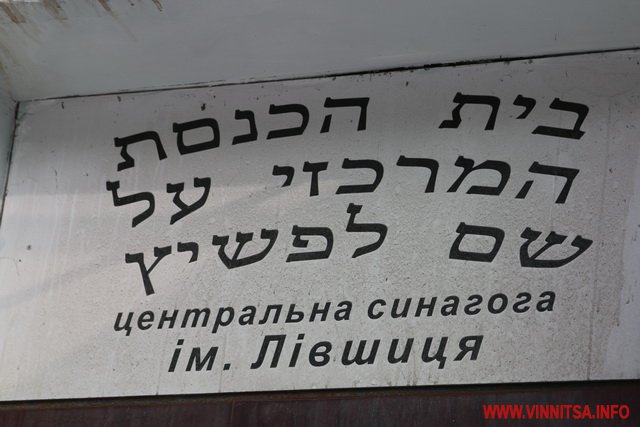 בית הכנסת
המרכזי על
שם לפשיץ
центральна синагога
ім. Лівшиця
WWW.VINNITSA.INFO